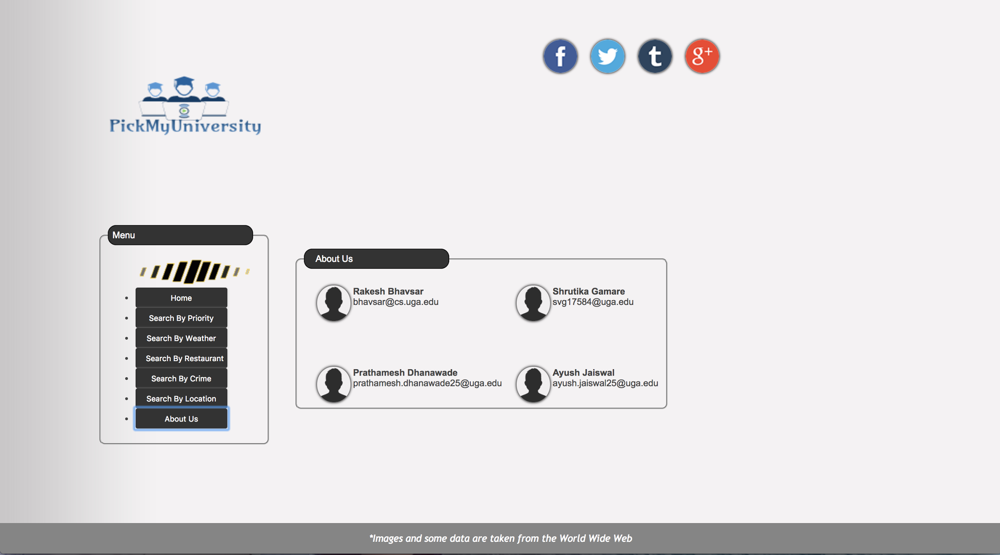 f
t
g+
PickMyUniversity
Menu
Home
Search By Priority
Search By Weather
Search By Restaurant
Search By Crime
Search By Location
About Us
About Us
Rakesh Bhavsar
bhavsar@cs.uga.edu
Shrutika Gamare
svg17584@uga.edu
Prathamesh Dhanawade
prathamesh.dhanawade25@uga.edu
Ayush Jaiswal
ayush.jaiswal25@uga.edu
*Images and some data are taken from the World Wide Web